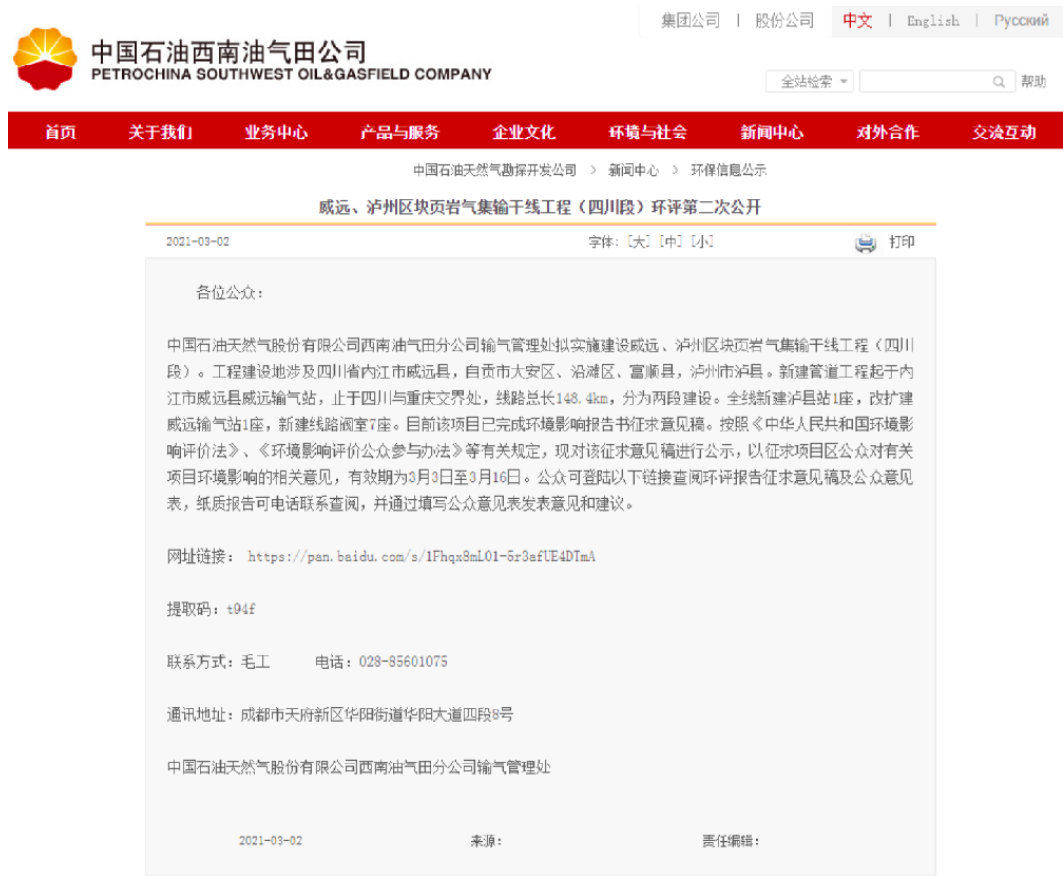 集团公司 | 股份公司 中文 | English | Русский
中国石油西南油气田公司
PETROCHINA SOUTHWEST OIL&GASFIELD COMPANY
全站检索 帮助
首页 关于我们 业务中心 产品与服务 企业文化 环境与社会 新闻中心 对外合作 交流互动
中国石油天然气勘探开发公司 > 新闻中心 > 环保信息公示
威远、泸州区块页岩气集输干线工程（四川段）环评第二次公开
2021-03-02 字体：[大] [中] [小] 打印
各位公众：
中国石油天然气股份有限公司西南油气田分公司输气管理处拟实施建设威远、泸州区块页岩气集输干线工程（四川
段）。工程建设地涉及四川省内江市威远县，自贡市大安区、沿滩区、富顺县，泸州市泸县。新建管道工程起于内
江市威远县威远输气站，止于四川与重庆交界处，线路总长148.4km，分为两段建设。全线新建泸县站1座，改扩建
威远输气站1座，新建线路阀室7座。目前该项目已完成环境影响报告书征求意见稿。按照《中华人民共和国环境影
响评价法》、《环境影响评价公众参与办法》等有关规定，现对该征求意见稿进行公示，以征求项目区公众对有关
项目环境影响的相关意见，有效期为3月3日至3月16日。公众可登陆以下链接查阅环评报告征求意见稿及公众意见
表，纸质报告可电话联系查阅，并通过填写公众意见表发表意见和建议。
网址链接： https://pan.baidu.com/s/1Fhqx8mL01-5r3afUE4DTmA
提取码：t94f
联系方式：毛工 电话：028-85601075
通讯地址：成都市天府新区华阳街道华阳大道四段8号
中国石油天然气股份有限公司西南油气田分公司输气管理处
2021-03-02 来源： 责任编辑：